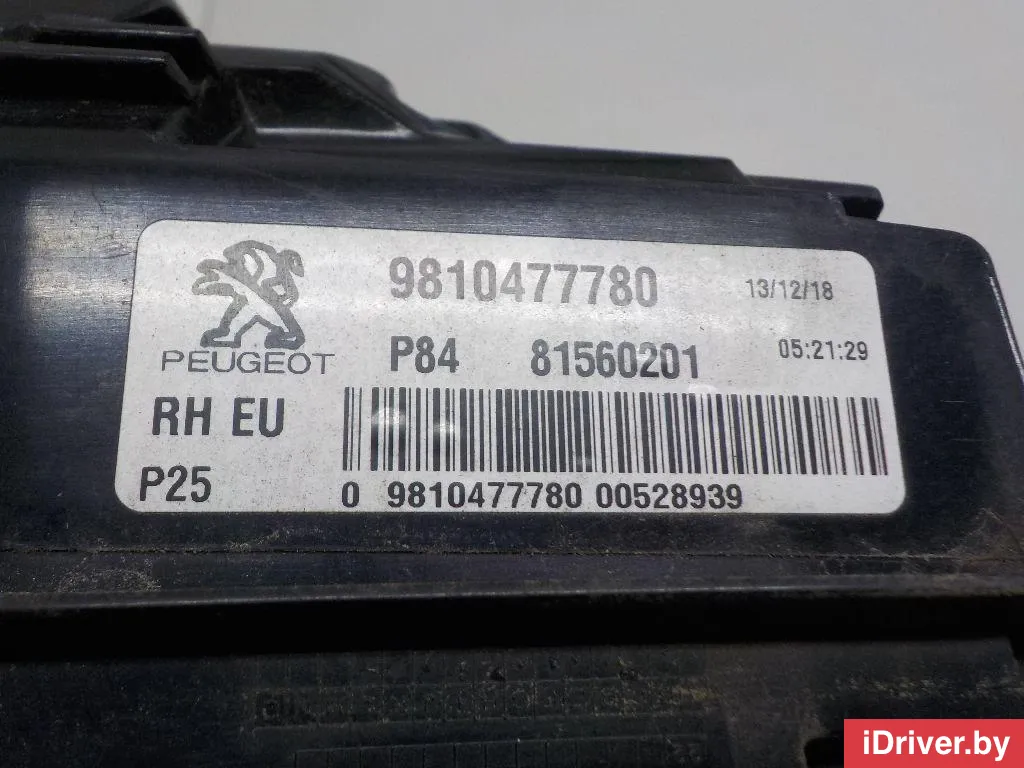 9810477780 13/12/18
PEUGEOT P84 81560201 05:21:29
RH EU
P25 0 9810477780 00528939
iDriver.by